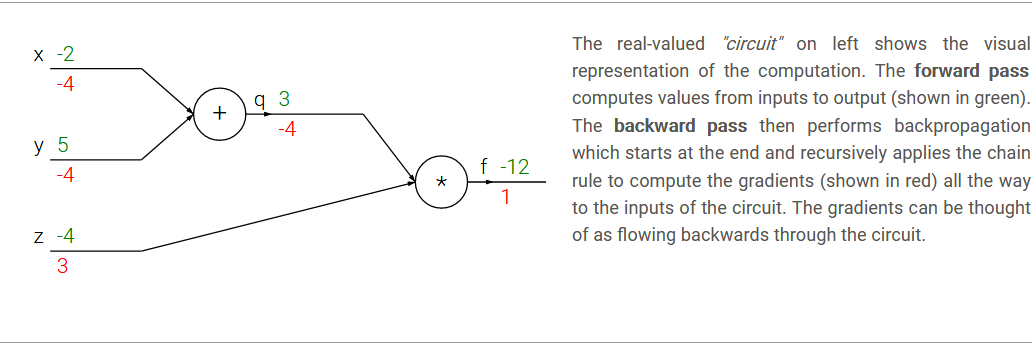 x -2
-4
+
q 3
-4
y 5
-4
*
f -12
1
z -4
3
The real-valued "circuit" on left shows the visual
representation of the computation. The forward pass
computes values from inputs to output (shown in green).
The backward pass then performs backpropagation
which starts at the end and recursively applies the chain
rule to compute the gradients (shown in red) all the way
to the inputs of the circuit. The gradients can be thought
of as flowing backwards through the circuit.